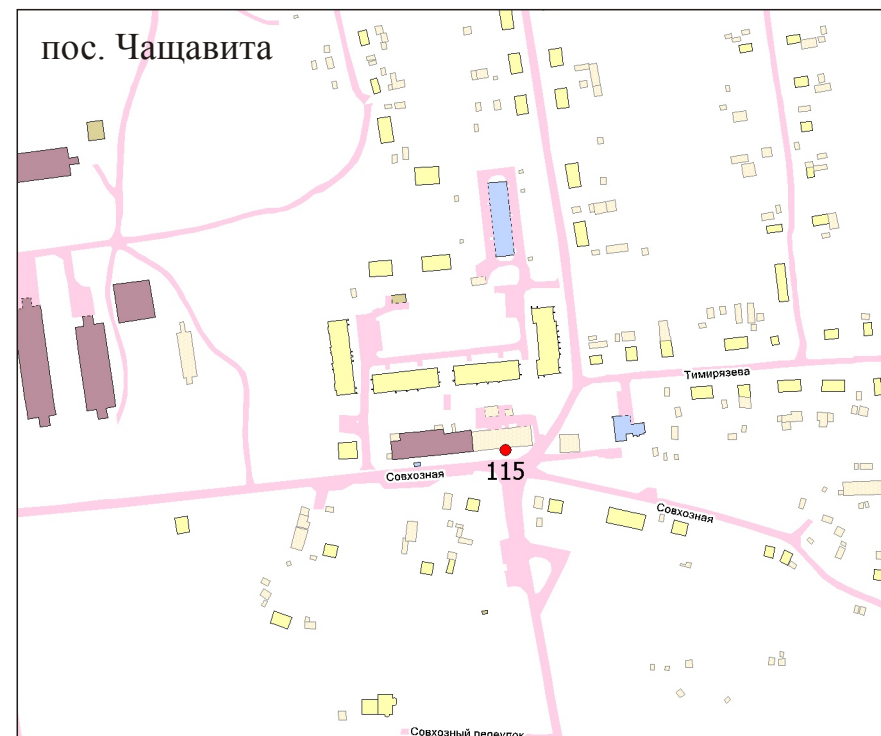 пос. Чащавита
Тимирязева
115
Совхозная
Совхозная
Совхозный переулок